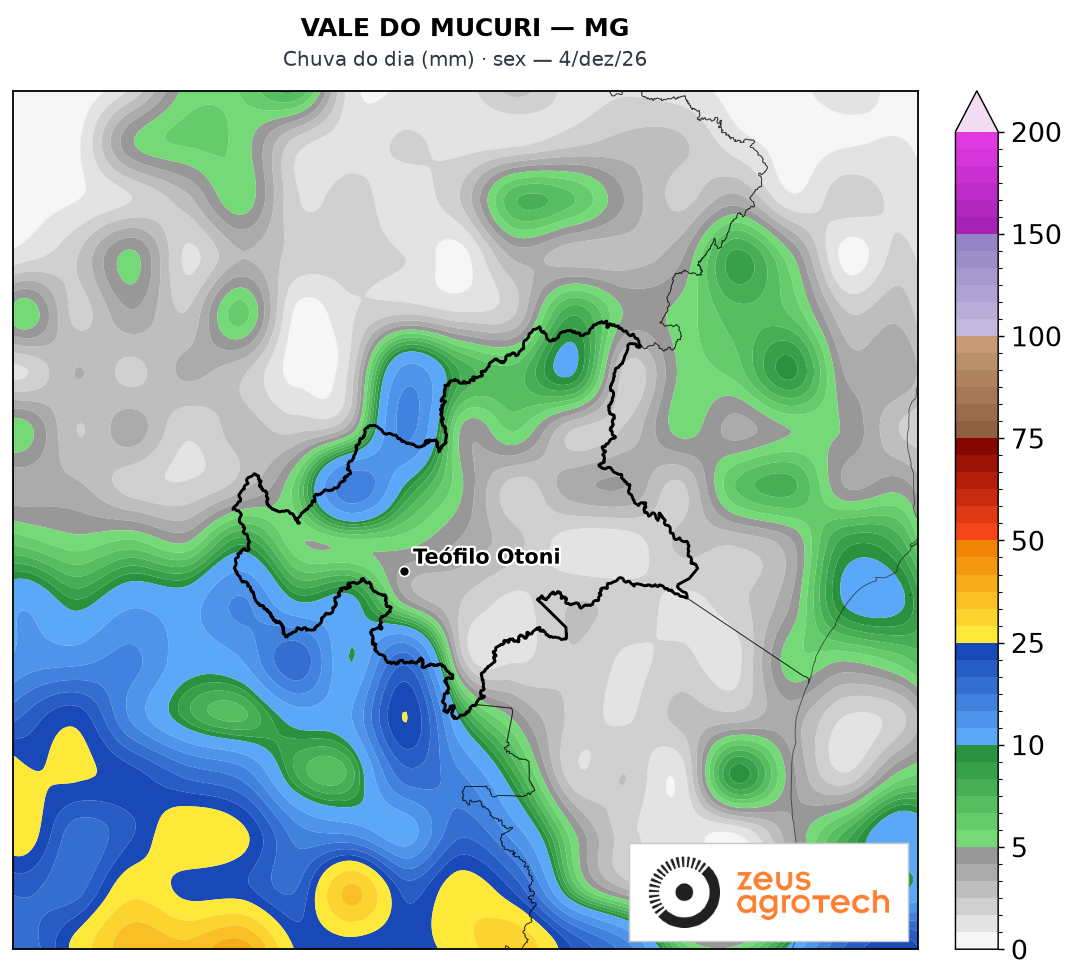 VALE DO MUCURI — MG
Chuva do dia (mm) · sex — 4/dez/26
200
150
100
75
50
25
10
5
0
Teófilo Otoni
zeus
agrotech